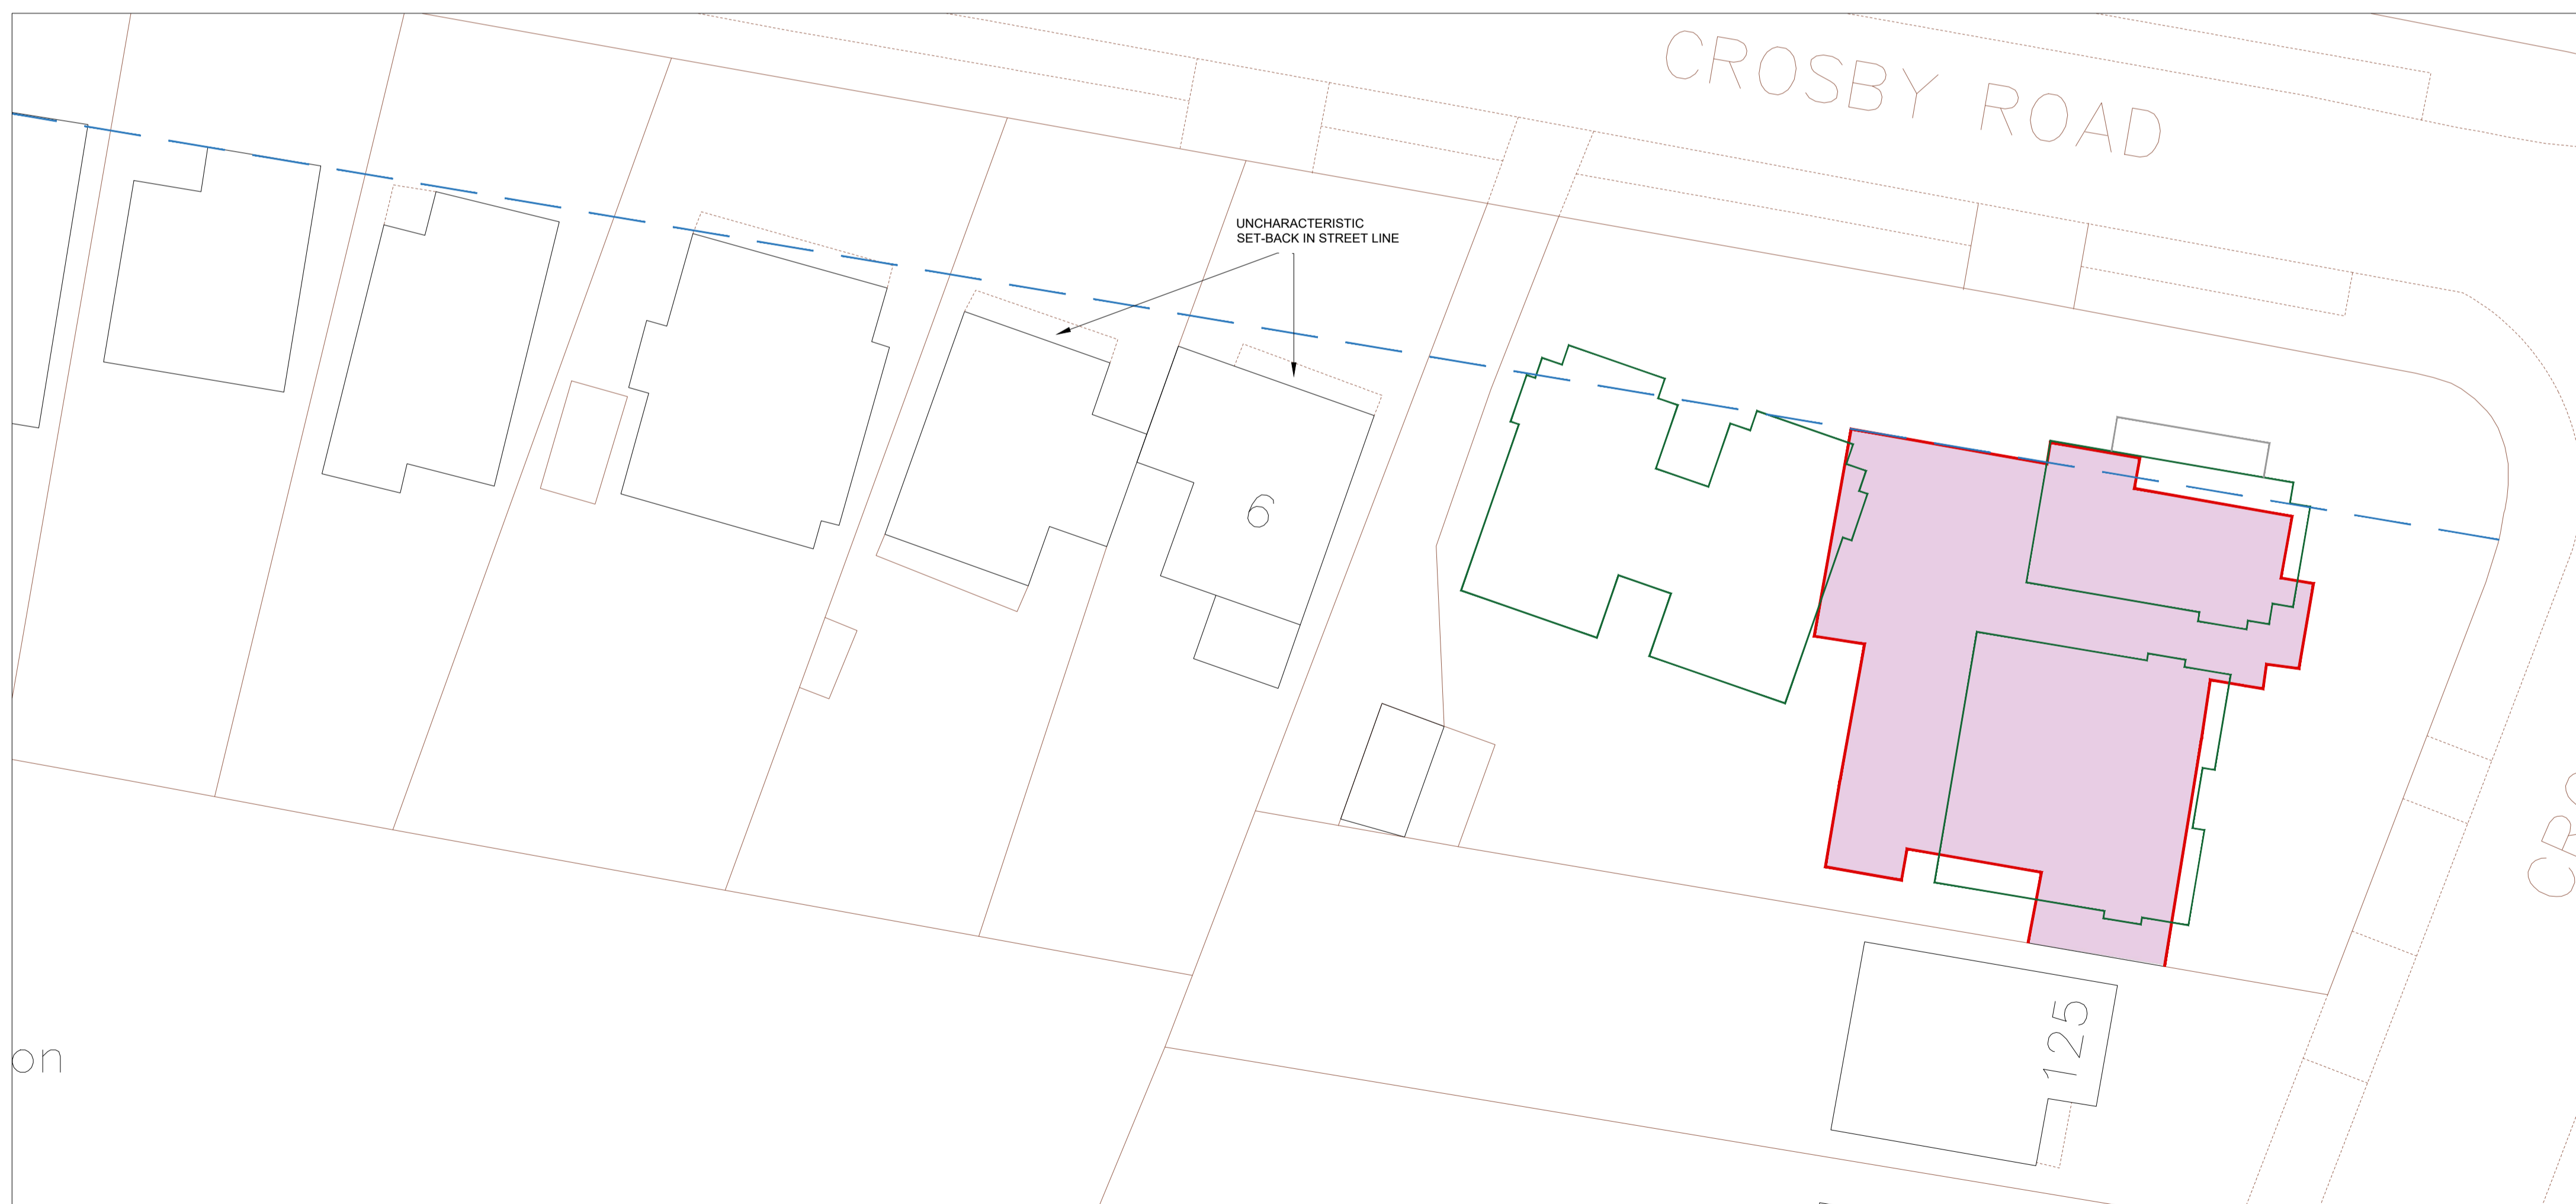 CROSBY ROAD
UNCHARACTERISTIC
SET-BACK IN STREET LINE
6
125
on